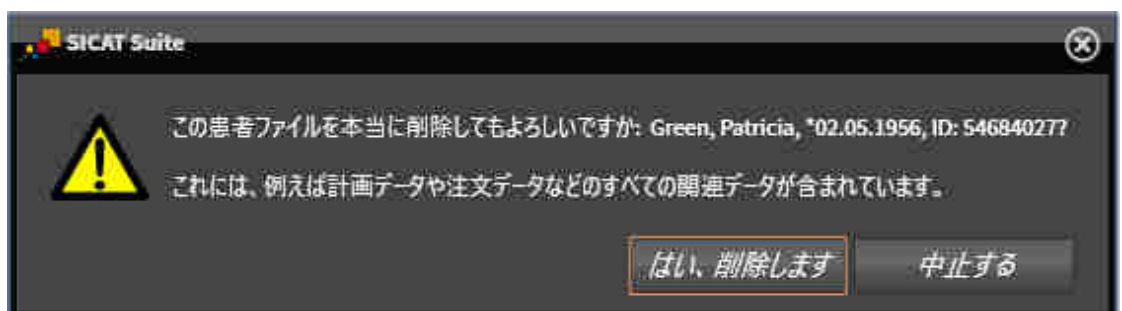 SICAT Suite
この患者ファイルを本当に削除してもよろしいですか: Green, Patricia, *02.05.1956, ID: 54684027?
これには、例えば計画データや注文データなどのすべての関連データが含まれています。
はい、削除します 中止する